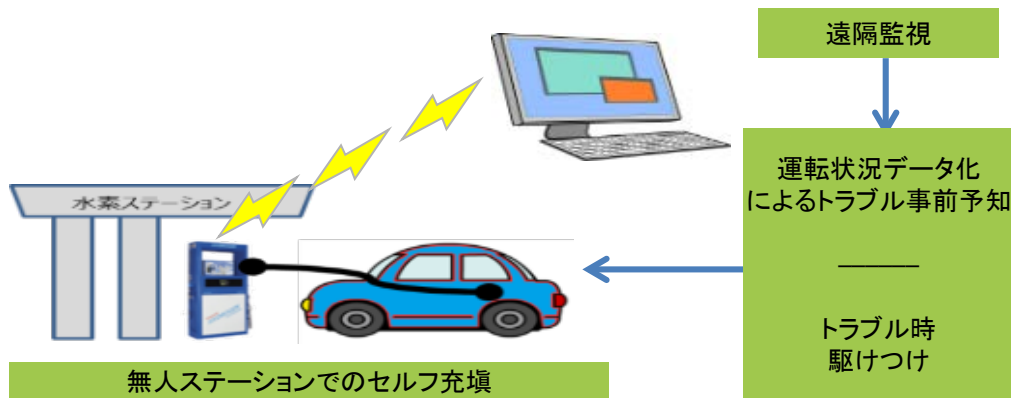 遠隔監視
運転状況データ化
によるトラブル事前予知
トラブル時
駆けつけ
水素ステーション
無人ステーションでのセルフ充塡